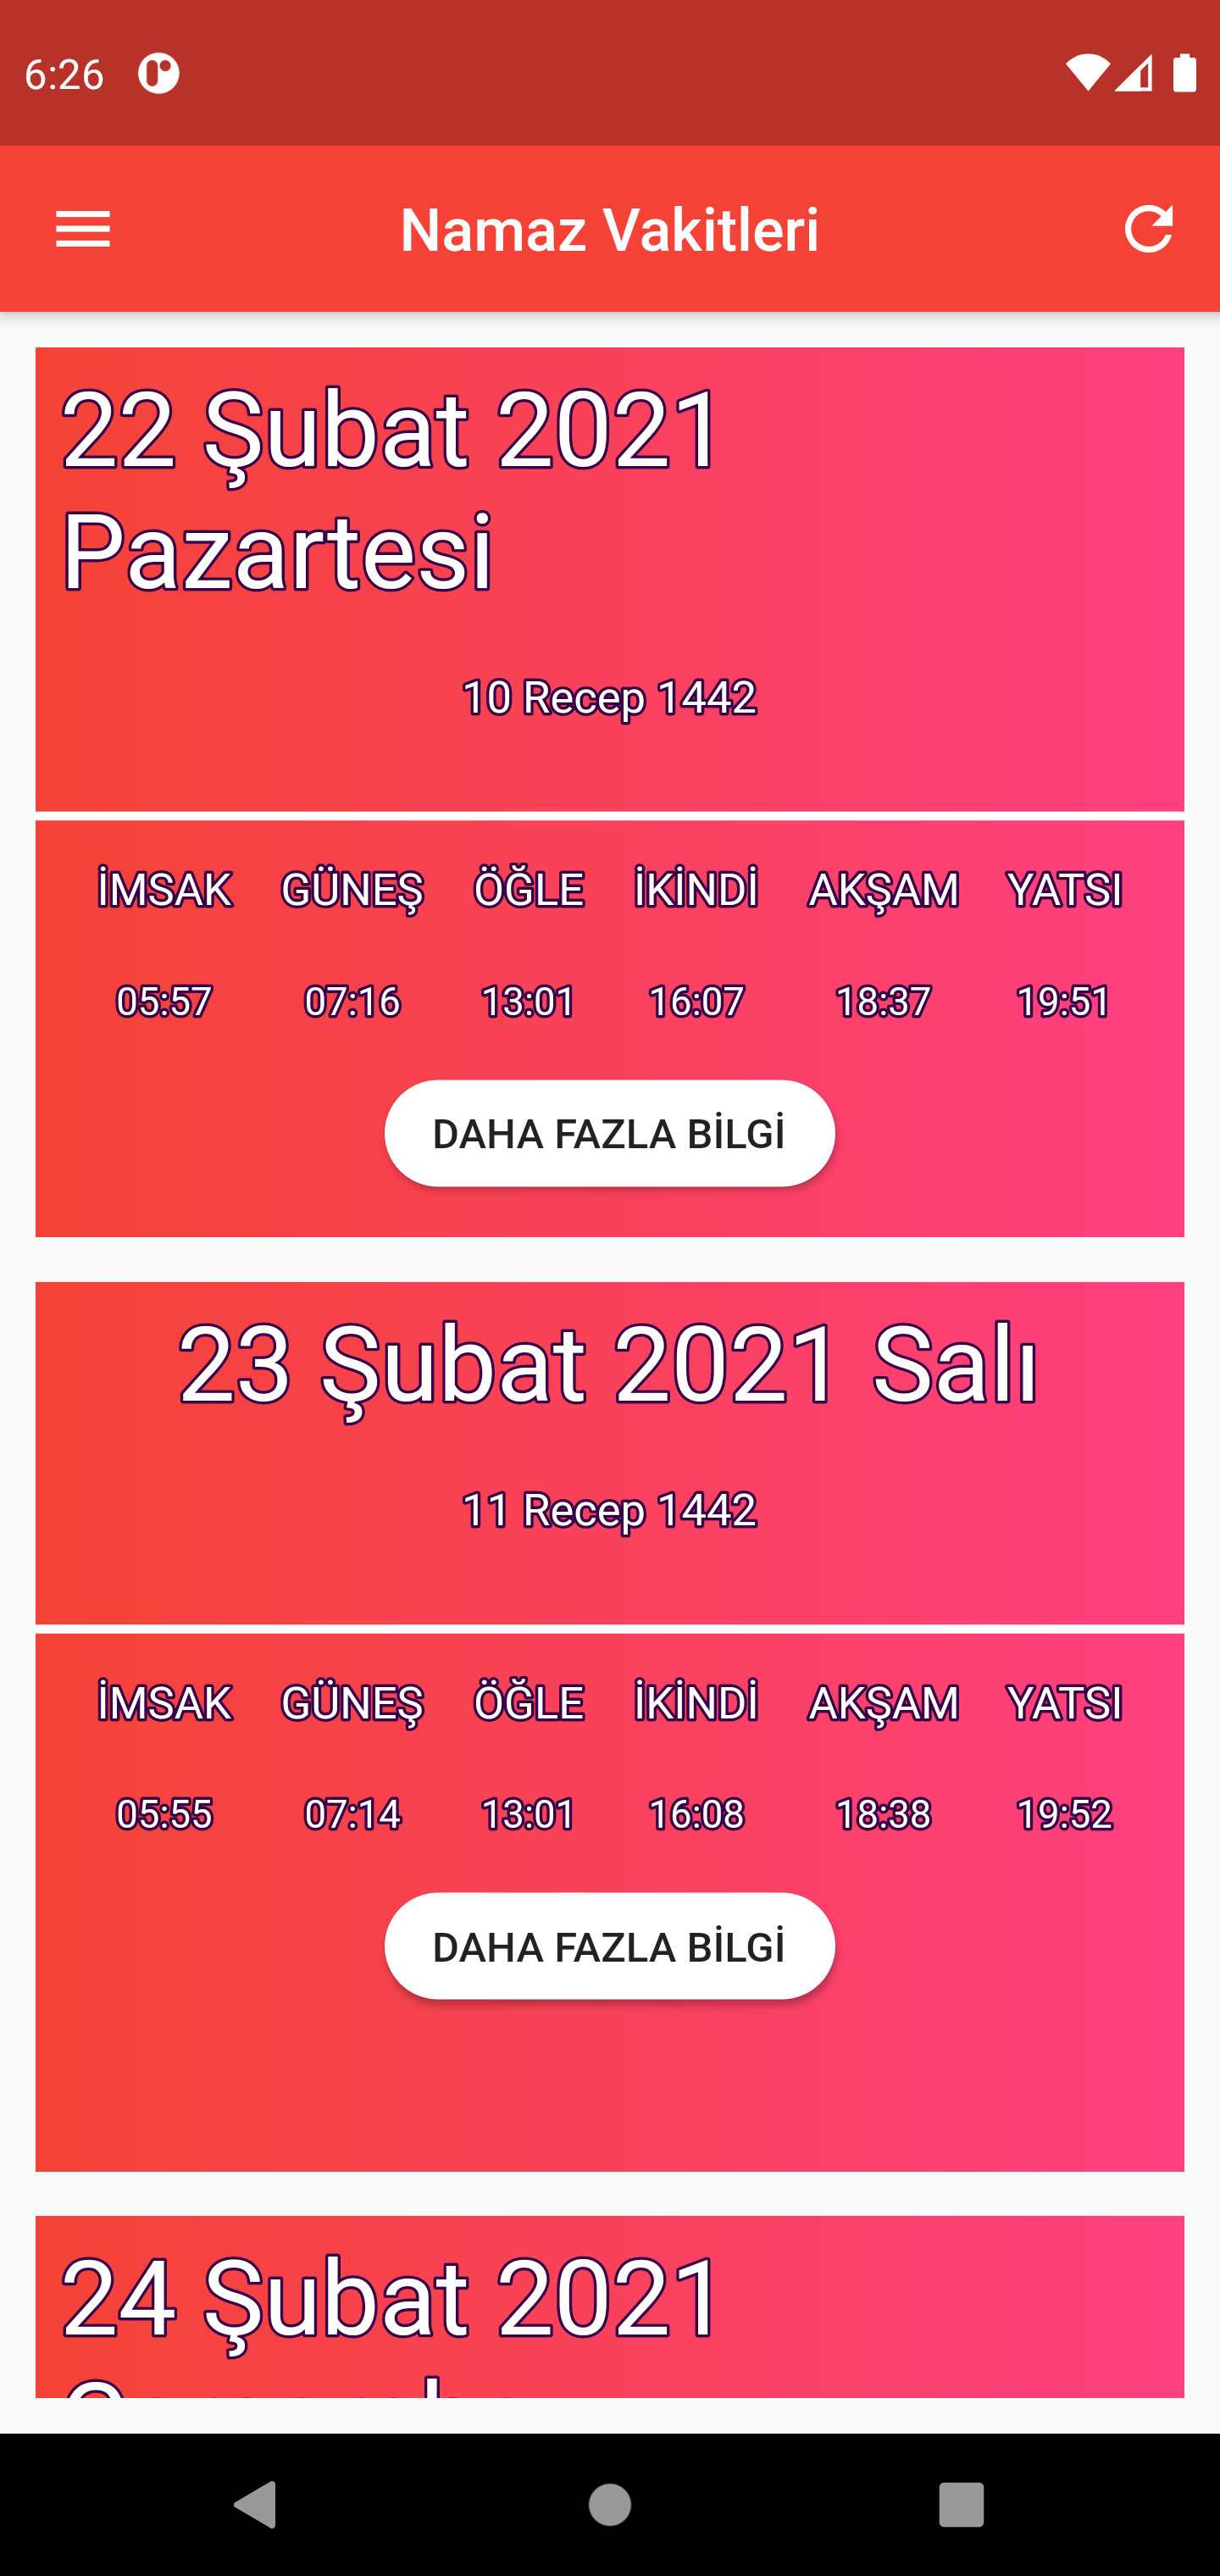 6:26
Namaz Vakitleri
22 Şubat 2021
Pazartesi
10 Recep 1442
İMSAK GÜNEŞ ÖĞLE İKİNDİ AKŞAM YATSI
05:57 07:16 13:01 16:07 18:37 19:51
DAHA FAZLA BİLGİ
23 Şubat 2021 Salı
11 Recep 1442
İMSAK GÜNEŞ ÖĞLE İKİNDİ AKŞAM YATSI
05:55 07:14 13:01 16:08 18:38 19:52
DAHA FAZLA BİLGİ
24 Şubat 2021